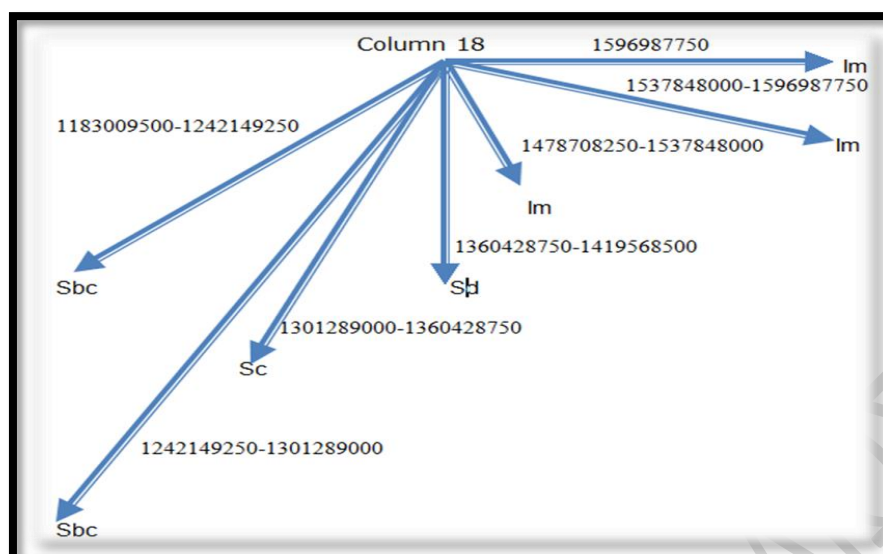 Column 18
1596987750
Im
1537848000-1596987750
1183009500-1242149250
1478708250-1537848000
Im
Im
1360428750-1419568500
Sbc
Sd
1301289000-1360428750
Sc
1242149250-1301289000
Sbc